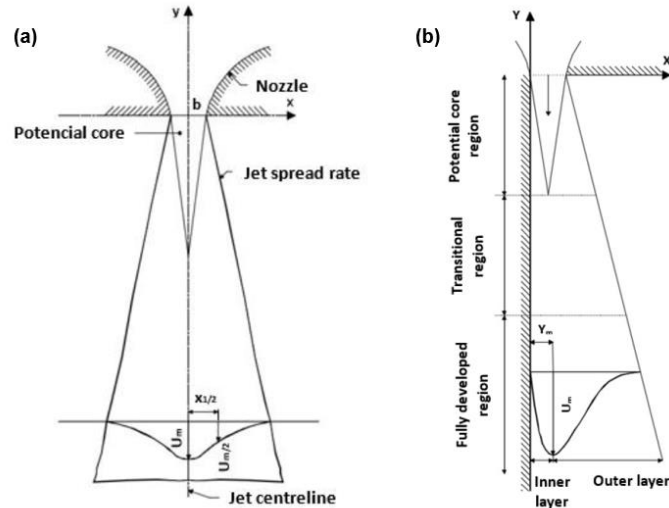 (a)
y
Nozzle
b
x
Potencial core
Jet spread rate
x1/2
Um
Um/2
Jet centreline
(b)
Y
X
Potential core
region
Transitional
region
Fully developed
region
Ym
Um
Inner
layer
Outer layer